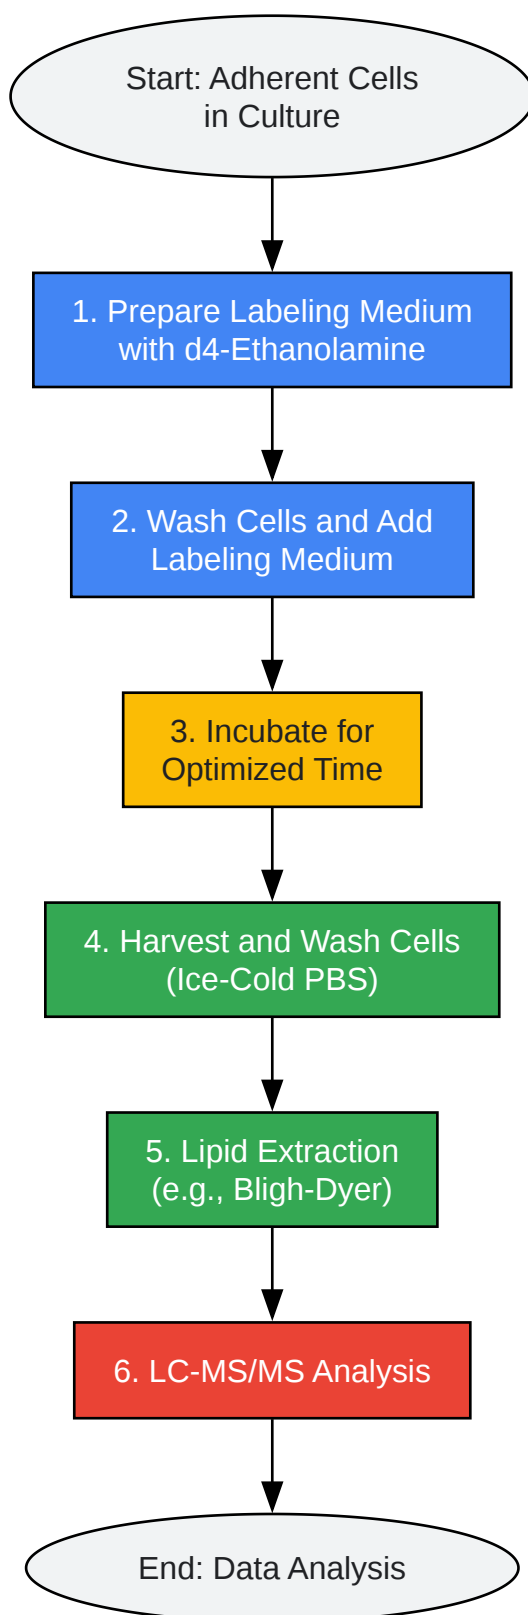 Start: Adherent Cells
in Culture
1. Prepare Labeling Medium
with d4-Ethanolamine
2. Wash Cells and Add
Labeling Medium
3. Incubate for
Optimized Time
4. Harvest and Wash Cells
(Ice-Cold PBS)
5. Lipid Extraction
(e.g., Bligh-Dyer)
6. LC-MS/MS Analysis
End: Data Analysis